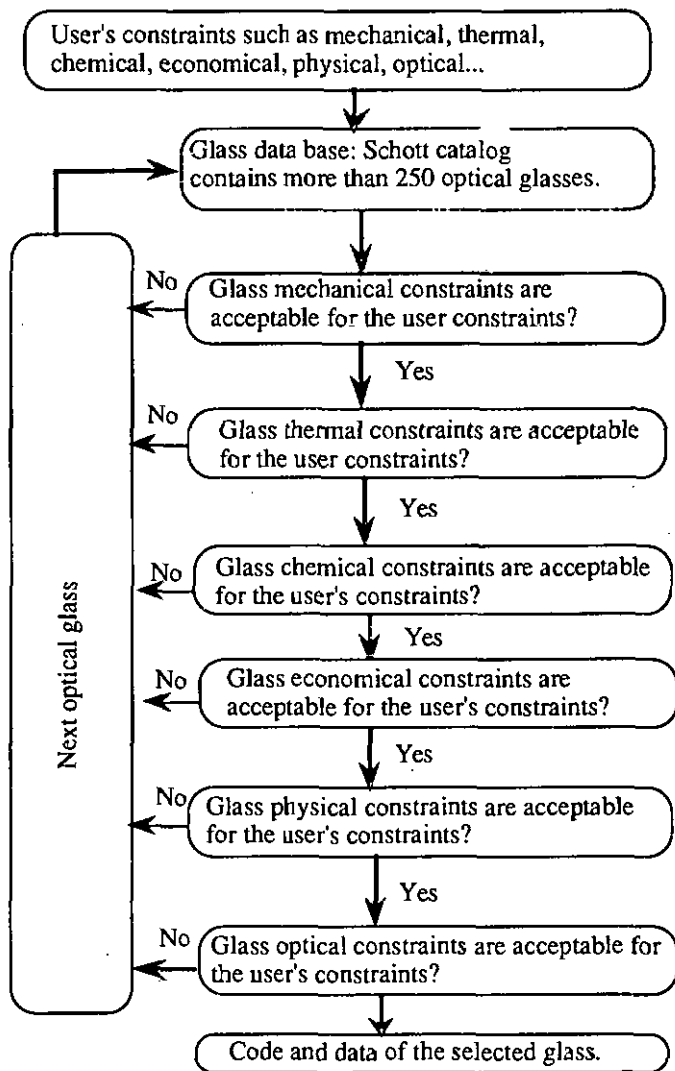 User's constraints such as mechanical, thermal,
chemical, economical, physical, optical...
Glass data base: Schott catalog
contains more than 250 optical glasses.
No
Glass mechanical constraints are
acceptable for the user constraints?
Yes
No
Glass thermal constraints are acceptable
for the user constraints?
Yes
No
Glass chemical constraints are acceptable
for the user's constraints?
Yes
No
Glass economical constraints are
acceptable for the user's constraints?
Yes
No
Glass physical constraints are acceptable
for the user's constraints?
Yes
No
Glass optical constraints are acceptable for
the user's constraints?
Next optical glass
Code and data of the selected glass.